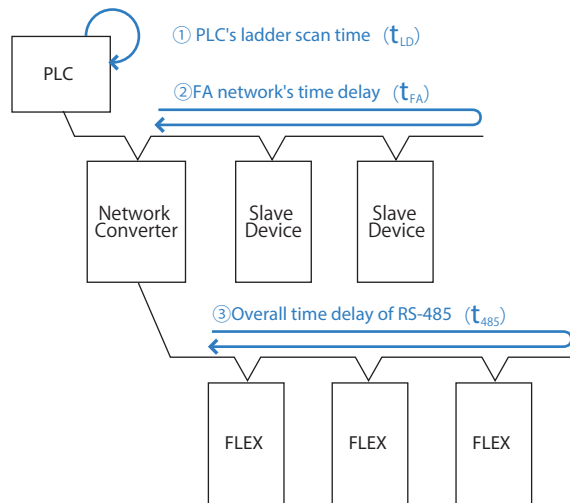 ① PLC's ladder scan time (tLD)
PLC
②FA network's time delay (tFA)
Network
Converter
Slave
Device
Slave
Device
③Overall time delay of RS-485 (t485)
FLEX
FLEX
FLEX